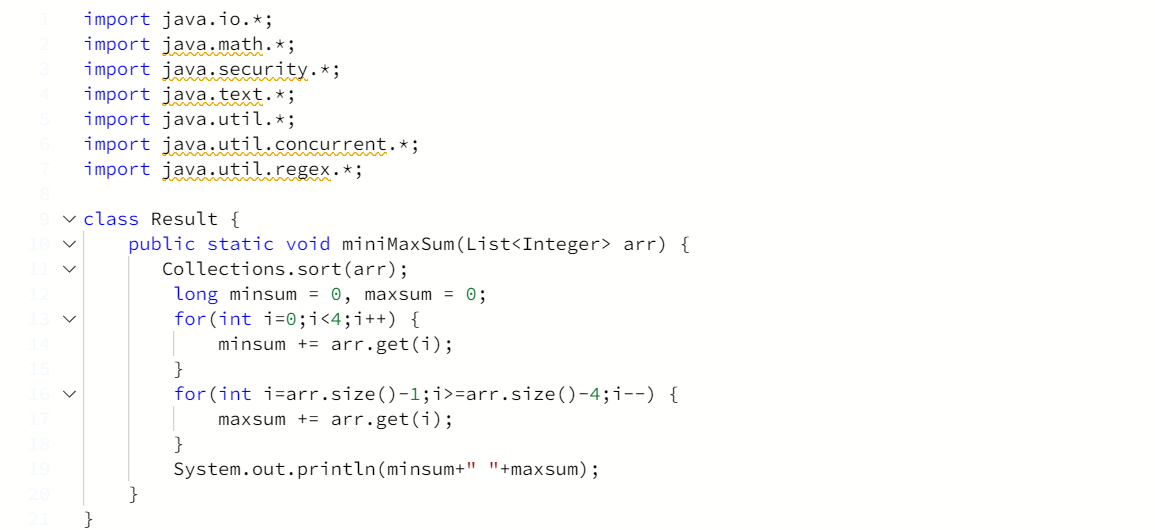 1 import java.io.*;
2 import java.math.*;
3 import java.security.*;
4 import java.text.*;
5 import java.util.*;
6 import java.util.concurrent.*;
7 import java.util.regex.*;
8
9 class Result {
10 public static void miniMaxSum(List<Integer> arr) {
11 Collections.sort(arr);
12 long minsum = 0, maxsum = 0;
13 for(int i=0;i<4;i++) {
14 minsum += arr.get(i);
15 }
16 for(int i=arr.size()-1;i>=arr.size()-4;i--) {
17 maxsum += arr.get(i);
18 }
19 System.out.println(minsum+" "+maxsum);
20 }
21 }